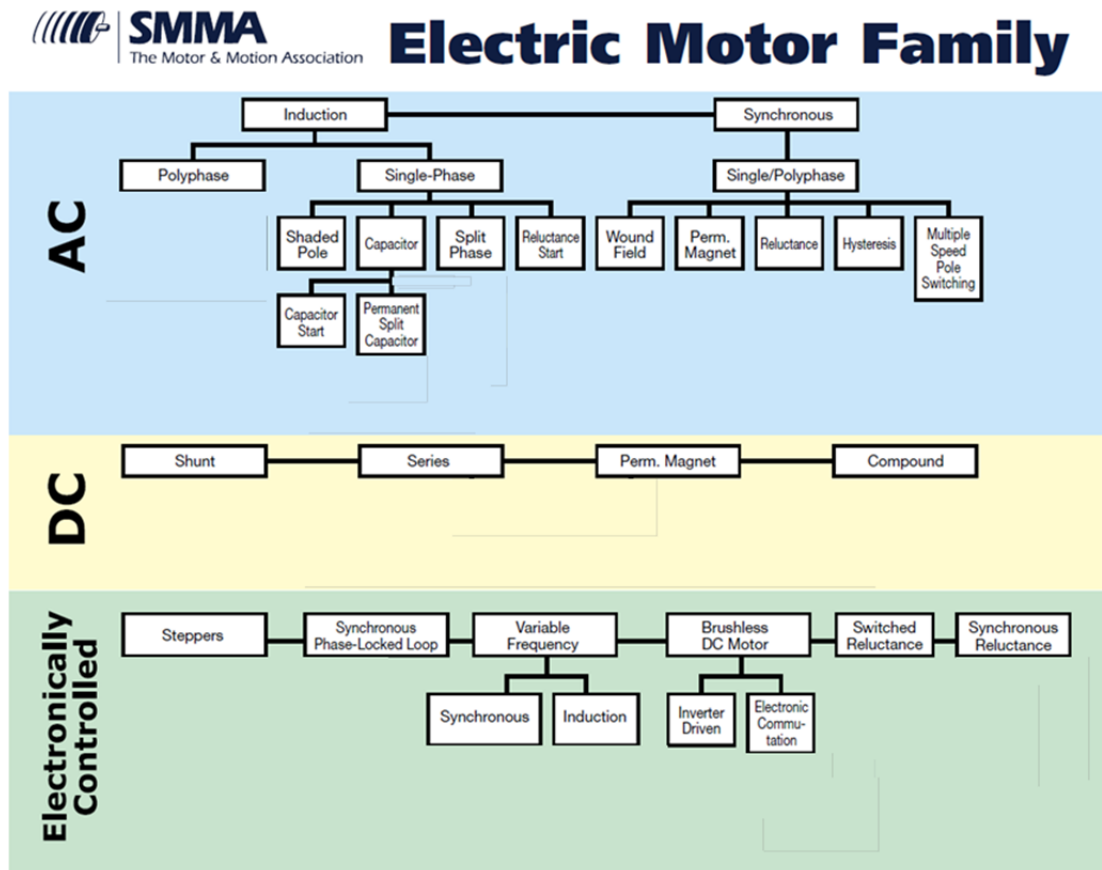 SMMA
The Motor & Motion Association
Electric Motor Family
AC
Induction
Synchronous
Polyphase
Single-Phase
Single/Polyphase
Shaded
Pole
Capacitor
Split
Phase
Reluctance
Start
Wound
Field
Perm.
Magnet
Reluctance
Hysteresis
Multiple
Speed
Pole
Switching
Capacitor
Start
Permanent
Split
Capacitor
DC
Shunt
Series
Perm. Magnet
Compound
Electronically
Controlled
Steppers
Synchronous
Phase-Locked Loop
Variable
Frequency
Brushless
DC Motor
Switched
Reluctance
Synchronous
Reluctance
Synchronous
Induction
Inverter
Driven
Electronic
Commu-
tation